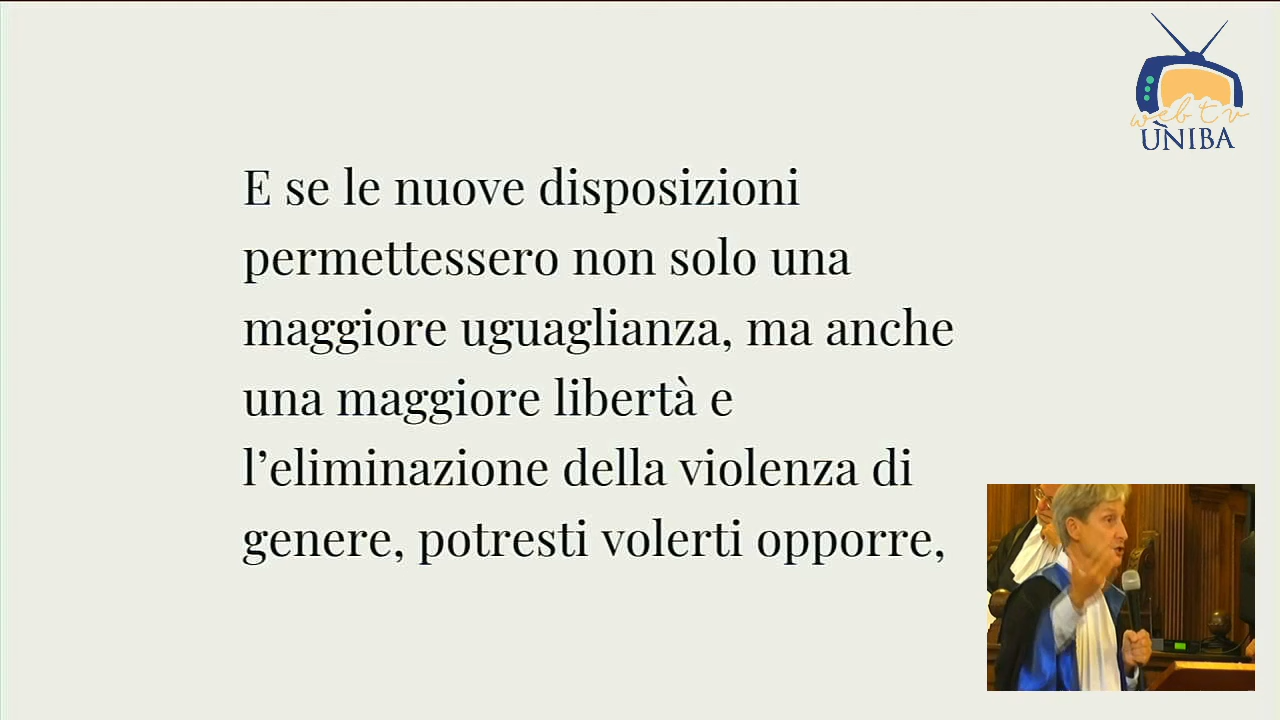 web tv
UNIBA
E se le nuove disposizioni
permettessero non solo una
maggiore uguaglianza, ma anche
una maggiore libertà e
l’eliminazione della violenza di
genere, potresti volerti opporre,